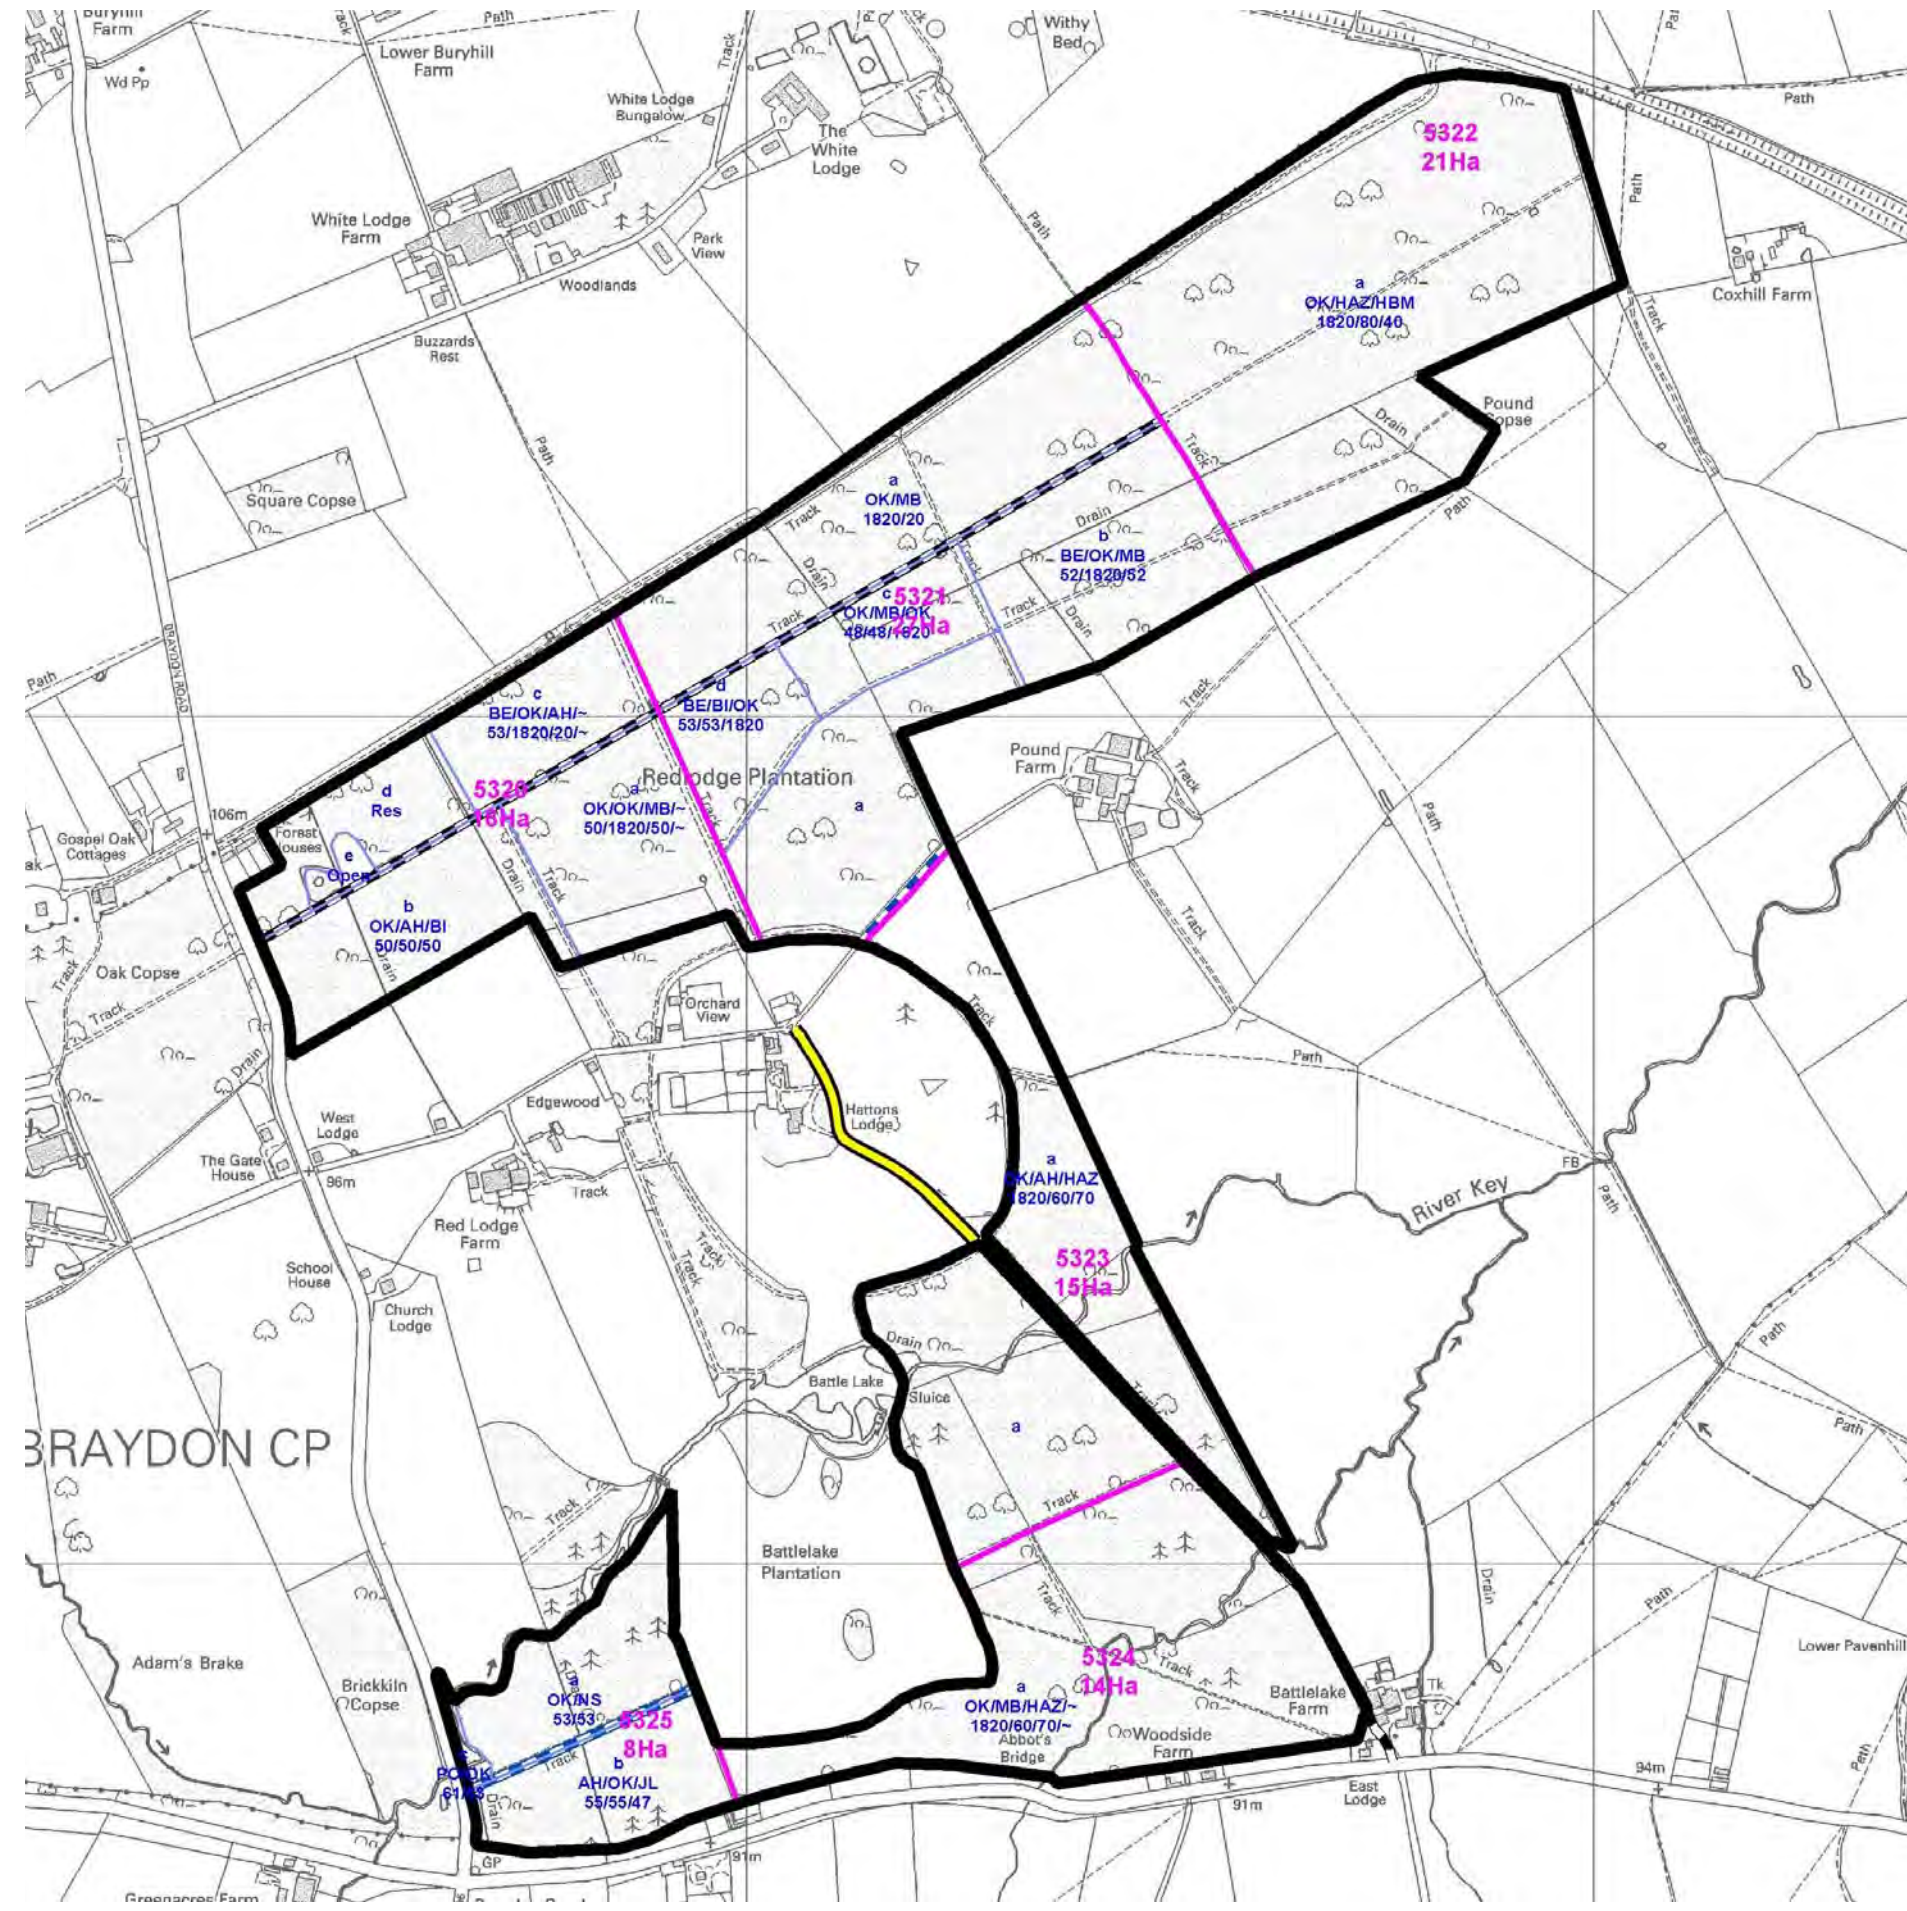 Buryhill
Farm
Track
Path
Lower Buryhill
Farm
Wd Pp
Track
Withy
Bed
Path
Path
White Lodge
Bungalow
The
White
Lodge
5322
21Ha
White Lodge
Farm
Park
View
Path
Path
Woodlands
Coxhill Farm
a
OK/HAZ/HBM
1820/80/40
Track
Buzzards
Rest
Path
Pound
Copse
Drain
Track
Square Copse
a
OK/MB
1820/20
Track
Drain
Path
b
BE/OK/MB
52/1820/52
Drain
Track
c
5321
27Ha
OK/MB/OK
48/48/1820
Track
Track
Drain
BRAYDON ROAD
Path
Track
c
BE/OK/AH/~
53/1820/20/~
d
BE/BI/OK
53/53/1820
Redlodge Plantation
Pound
Farm
Track
Path
5320
16Ha
d
Res
a
OK/OK/MB/~
50/1820/50/~
a
Track
106m
Gospel Oak
Cottages
Forest
Houses
e
Open
b
OK/AH/BI
50/50/50
Drain
Drain
Track
Track
Oak Copse
Track
Track
Drain
Orchard
View
Track
Path
Edgewood
West
Lodge
Hattons
Lodge
The Gate
House
96m
Track
Red Lodge
Farm
a
OK/AH/HAZ
1820/60/70
FB
River Key
Path
Track
Track
5323
15Ha
School
House
Church
Lodge
Drain
Battle Lake
Sluice
Track
Path
Path
BRAYDON CP
a
Track
Track
Battlelake
Plantation
Track
Drain
Path
Adam's Brake
Brickkiln
Copse
5324
14Ha
Track
Lower Pavenhill
Drain
OK/NS
53/53
5325
8Ha
a
OK/MB/HAZ/~
1820/60/70/~
Abbot's
Bridge
Woodside
Farm
Battlelake
Farm
Tk
c
PO/OK
Track
b
AH/OK/JL
55/55/47
Drain
East
Lodge
94m
Path
91m
91m
GP
Greenacres Farm